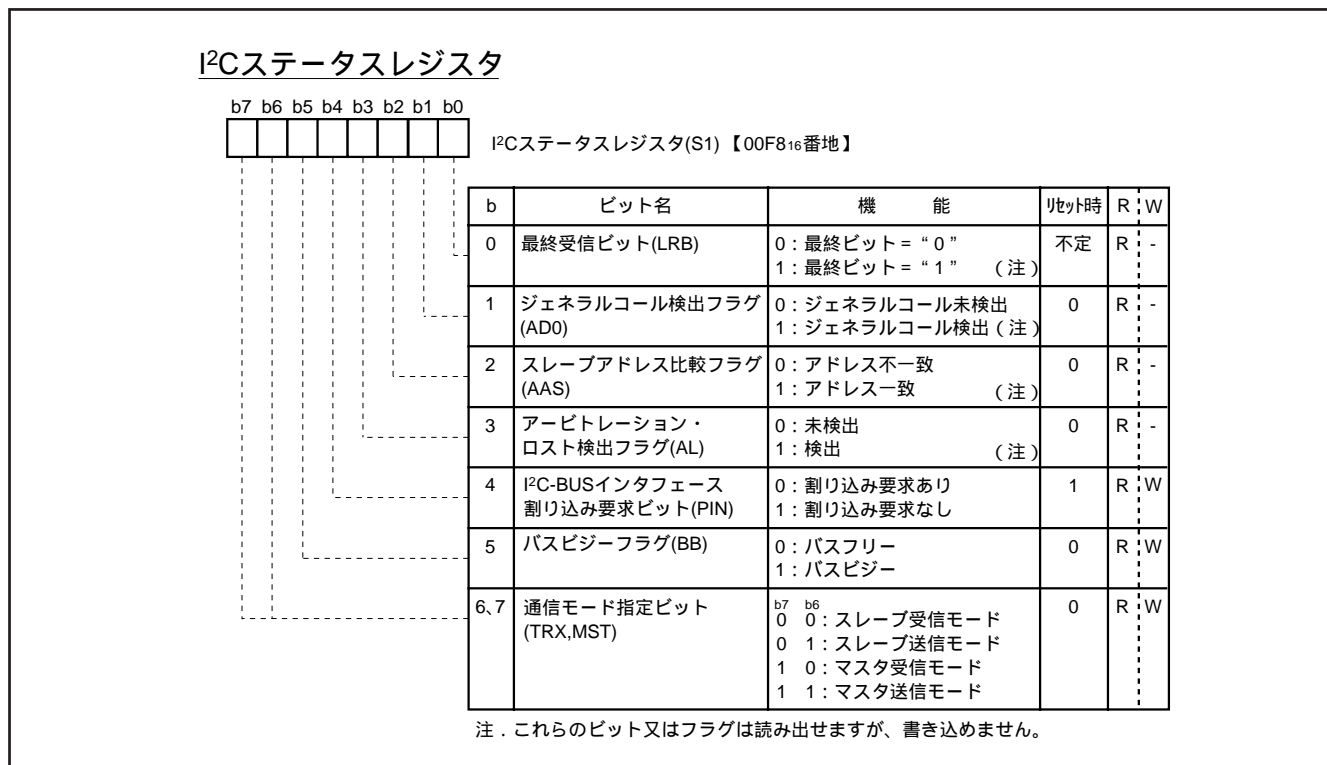 I²Cステータスレジスタ
b7 b6 b5 b4 b3 b2 b1 b0
I²Cステータスレジスタ(S1)【00F8₁₆番地】
b ビット名 機 能 リセット時 R W
0 最終受信ビット(LRB) 0：最終ビット=“0” 不定 R -
1：最終ビット=“1” （注）
1 ジェネラルコール検出フラグ 0：ジェネラルコール未検出 0 R -
(AD0) 1：ジェネラルコール検出（注）
2 スレーブアドレス比較フラグ 0：アドレス不一致 0 R -
(AAS) 1：アドレス一致 （注）
3 アービトレーション・ 0：未検出 0 R -
ロスト検出フラグ(AL) 1：検出 （注）
4 I²C-BUSインタフェース 0：割り込み要求あり 1 R W
割り込み要求ビット(PIN) 1：割り込み要求なし
5 バスビジーフラグ(BB) 0：バスフリー 0 R W
1：バスビジー
6、7 通信モード指定ビット b7 b6 0 R W
(TRX,MST) 0 0：スレーブ受信モード
0 1：スレーブ送信モード
1 0：マスタ受信モード
1 1：マスタ送信モード
注．これらのビット又はフラグは読み出せますが、書き込めません。